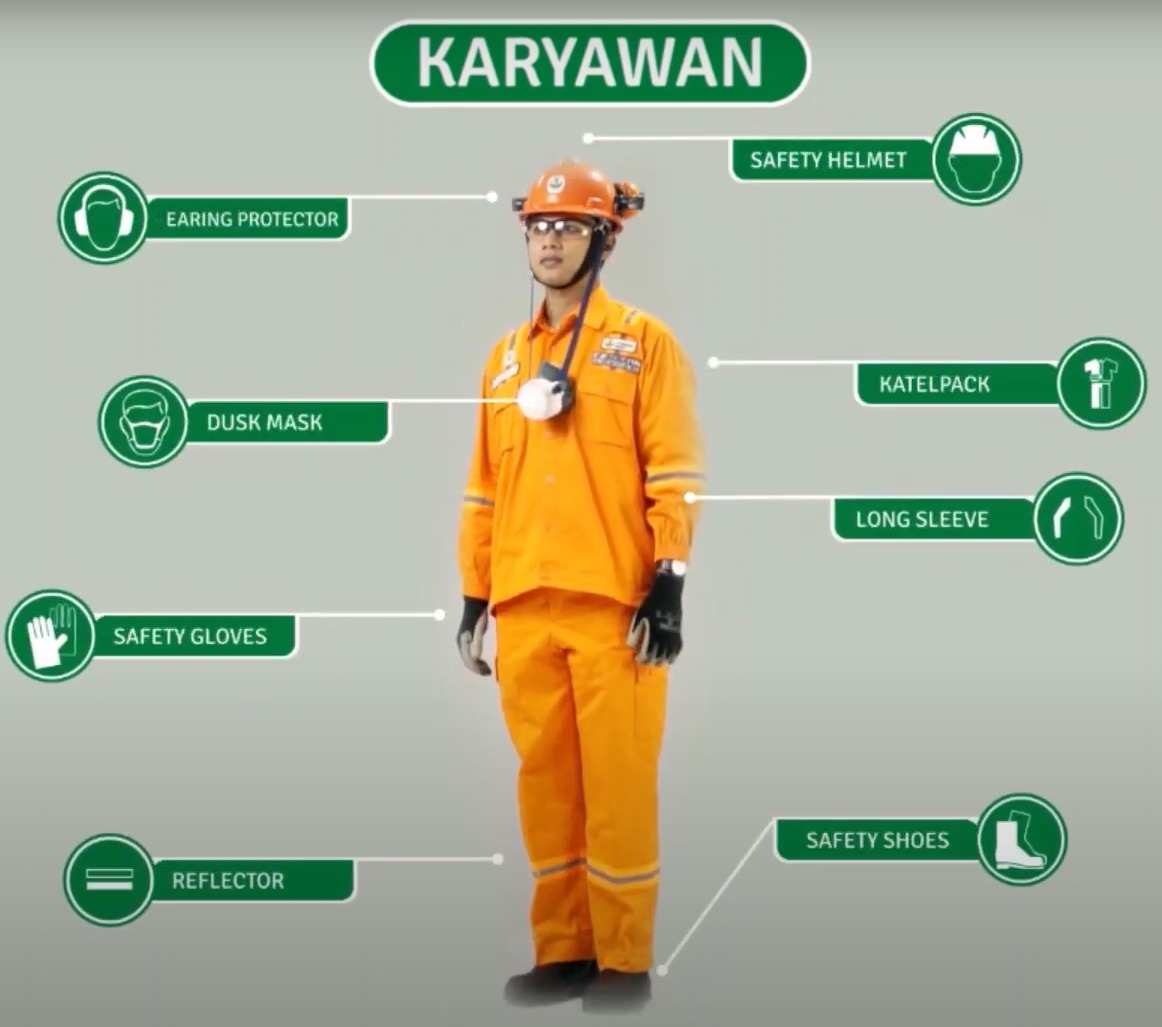 KARYAWAN
SAFETY HELMET
EARING PROTECTOR
KATELPACK
DUSK MASK
LONG SLEEVE
SAFETY GLOVES
SAFETY SHOES
REFLECTOR